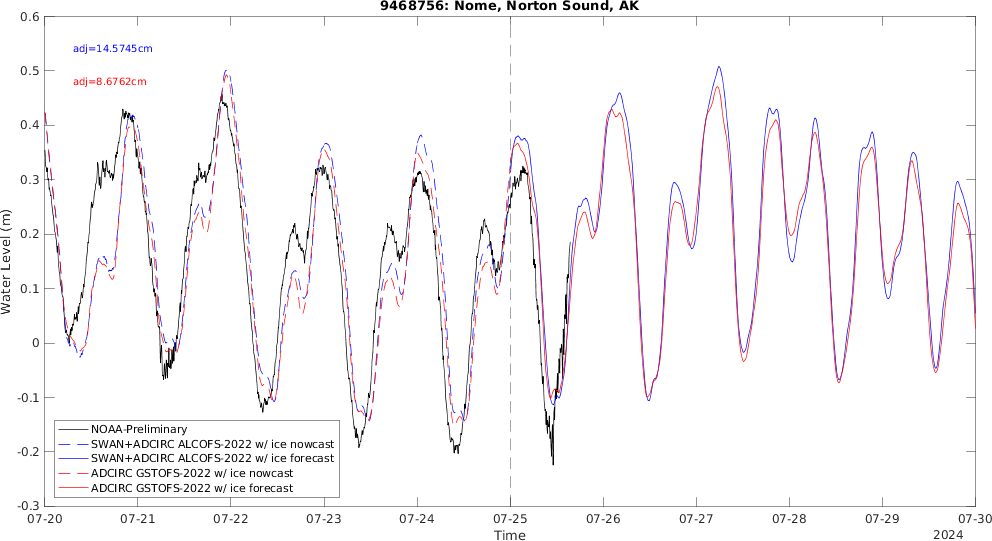 9468756: Nome, Norton Sound, AK
adj=14.5745cm
adj=8.6762cm
0.6
0.5
0.4
0.3
0.2
0.1
0
-0.1
-0.2
-0.3
Water Level (m)
NOAA-Preliminary
SWAN+ADCIRC ALCOFS-2022 w/ ice nowcast
SWAN+ADCIRC ALCOFS-2022 w/ ice forecast
ADCIRC GSTOFS-2022 w/ ice nowcast
ADCIRC GSTOFS-2022 w/ ice forecast
07-20 07-21 07-22 07-23 07-24 07-25 07-26 07-27 07-28 07-29 07-30
Time
2024